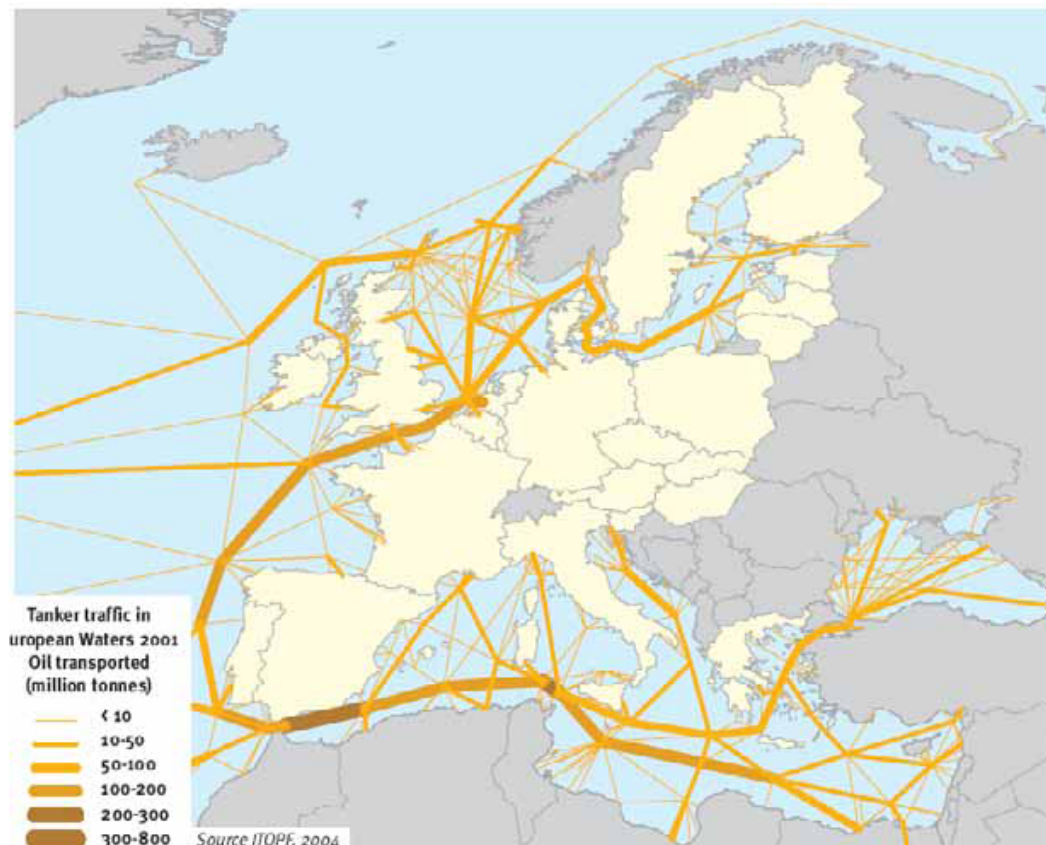 Tanker traffic in
uropean Waters 2001
Oil transported
(million tonnes)
< 10
10-50
50-100
100-200
200-300
300-800
Source ITOPF, 2004